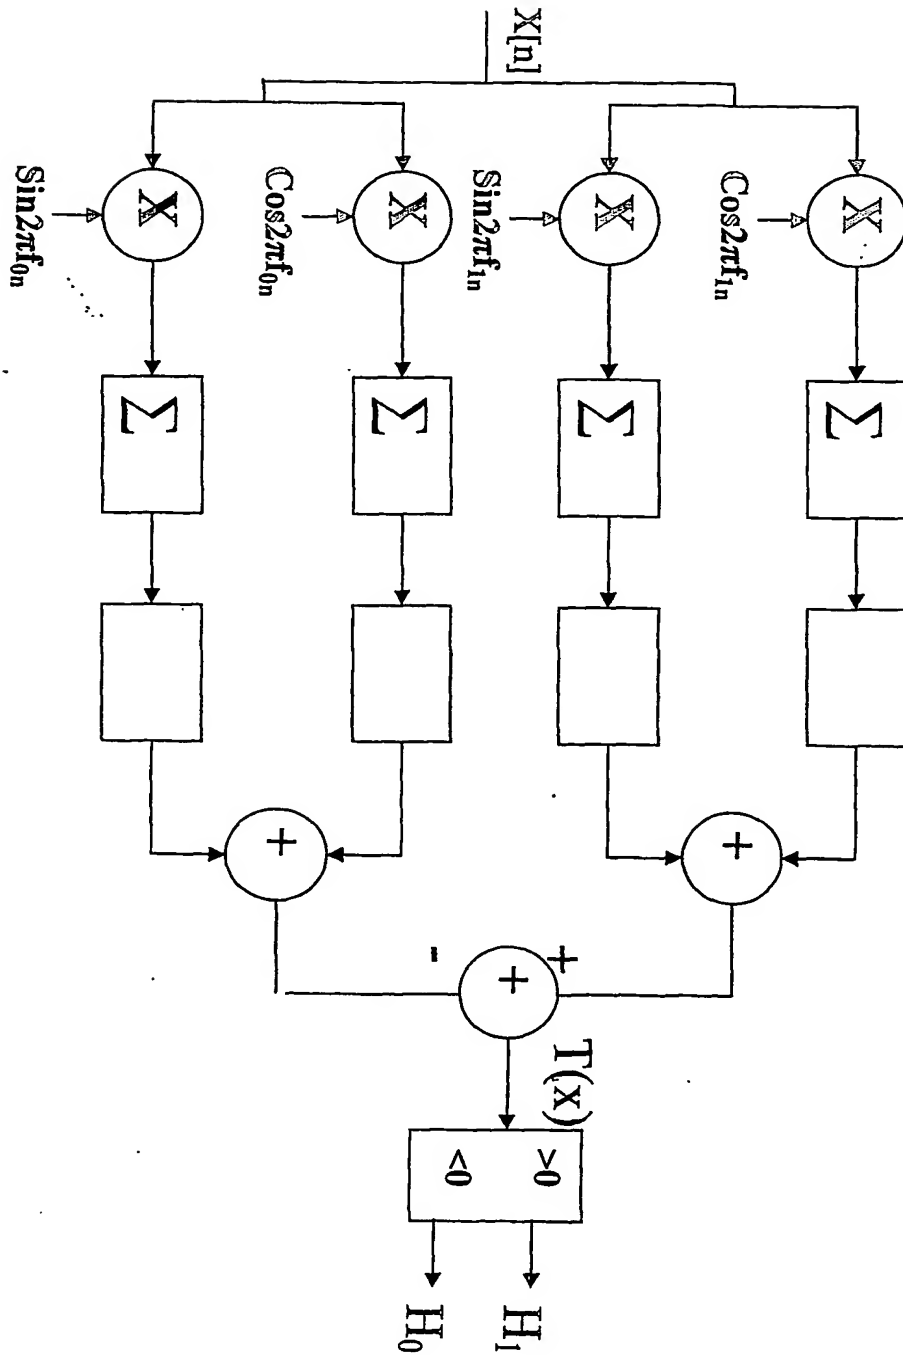 X
Σ
Cos2πf₁ₙ
+
X
Σ
Sin2πf₁ₙ
+
X[n]
+
T(x)
>0
H₁
<0
H₀
-
X
Σ
Cos2πf₀ₙ
+
X
Σ
Sin2πf₀ₙ